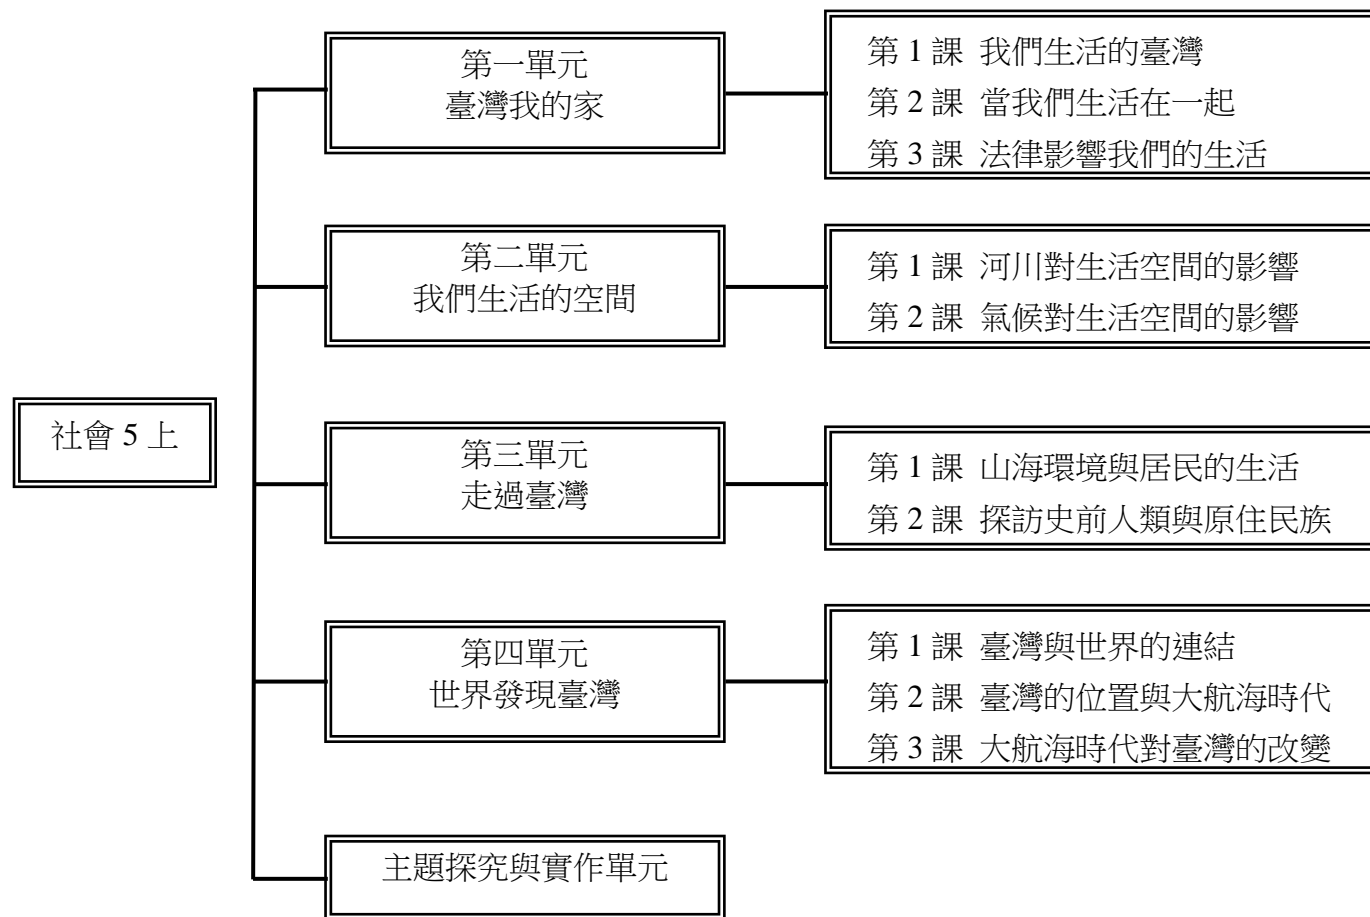 社會 5 上
第一單元
臺灣我的家
第 1 課 我們生活的臺灣
第 2 課 當我們生活在一起
第 3 課 法律影響我們的生活
第二單元
我們生活的空間
第 1 課 河川對生活空間的影響
第 2 課 氣候對生活空間的影響
第三單元
走過臺灣
第 1 課 山海環境與居民的生活
第 2 課 探訪史前人類與原住民族
第四單元
世界發現臺灣
第 1 課 臺灣與世界的連結
第 2 課 臺灣的位置與大航海時代
第 3 課 大航海時代對臺灣的改變
主題探究與實作單元